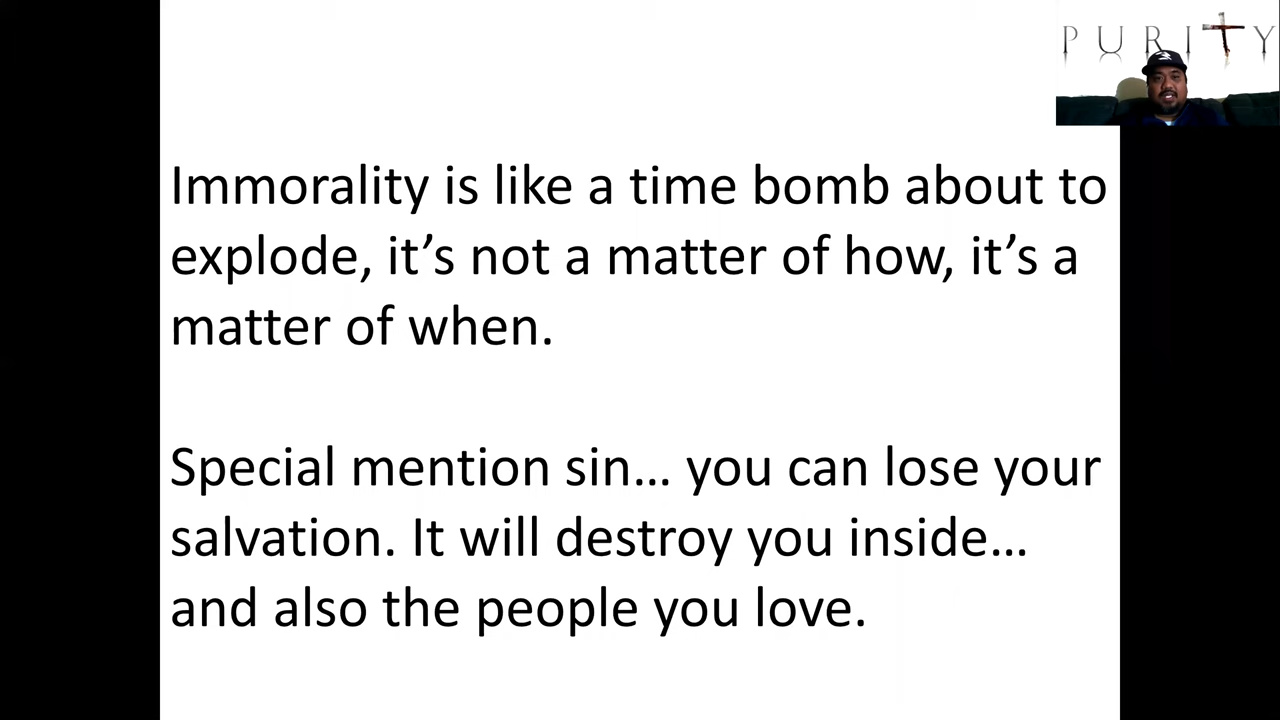 PURITY
Immorality is like a time bomb about to
explode, it’s not a matter of how, it’s a
matter of when.
Special mention sin... you can lose your
salvation. It will destroy you inside...
and also the people you love.